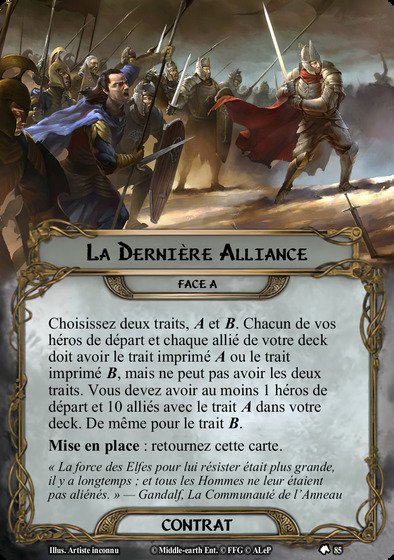 La Dernière Alliance
FACE A
Choisissez deux traits, A et B. Chacun de vos
héros de départ et chaque allié de votre deck
doit avoir le trait imprimé A ou le trait
imprimé B, mais ne peut pas avoir les deux
traits. Vous devez avoir au moins 1 héros de
départ et 10 alliés avec le trait A dans votre
deck. De même pour le trait B.
Mise en place : retournez cette carte.
« La force des Elfes pour lui résister était plus grande,
il y a longtemps ; et tous les Hommes ne leur étaient
pas aliénés. » — Gandalf, La Communauté de l'Anneau
CONTRAT
Illus. Artiste inconnu
© Middle-earth Ent. © FFG © ALeP
85